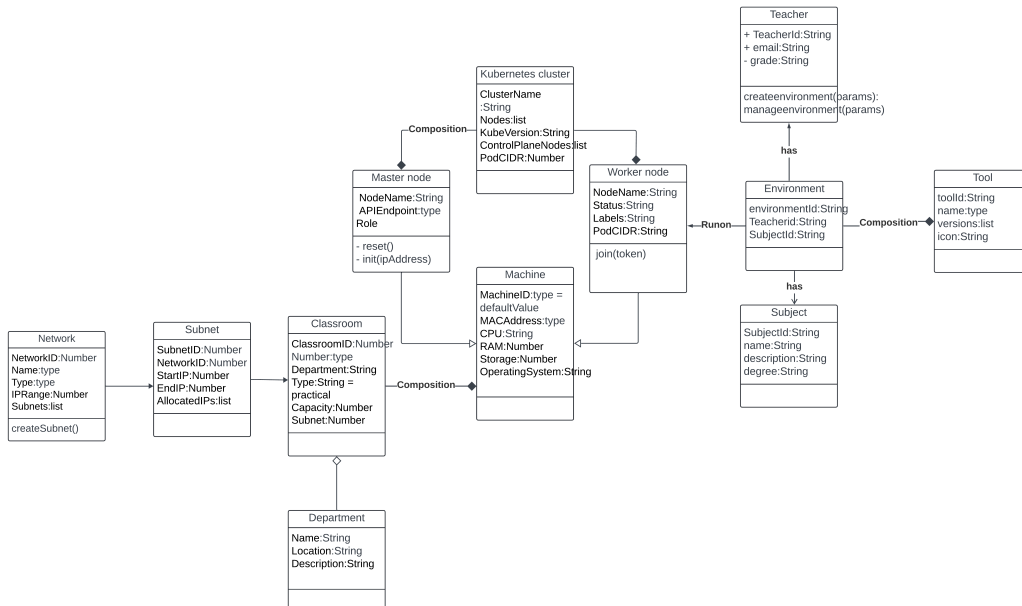 Teacher
+ TeacherId:String
+ email:String
- grade:String
createenvironment(params):
manageenvironment(params)
has
Kubernetes cluster
ClusterName
:String
Nodes:list
KubeVersion:String
ControlPlaneNodes:list
PodCIDR:Number
Composition
Master node
NodeName:String
APIEndpoint:type
Role
- reset()
- init(ipAddress)
Worker node
NodeName:String
Status:String
Labels:String
PodCIDR:String
join(token)
Runon
Environment
environmentId:String
Teacherid:String
SubjectId:String
Composition
Tool
toolId:String
name:type
versions:list
icon:String
has
Subject
SubjectId:String
name:String
description:String
degree:String
Machine
MachineID:type =
defaultValue
MACAddress:type
CPU:String
RAM:Number
Storage:Number
OperatingSystem:String
Network
NetworkID:Number
Name:type
Type:type
IPRange:Number
Subnets:list
createSubnet()
Subnet
SubnetID:Number
NetworkID:Number
StartIP:Number
EndIP:Number
AllocatedIPs:list
Classroom
ClassroomID:Number
Number:type
Department:String
Type:String =
practical
Capacity:Number
Subnet:Number
Composition
Department
Name:String
Location:String
Description:String